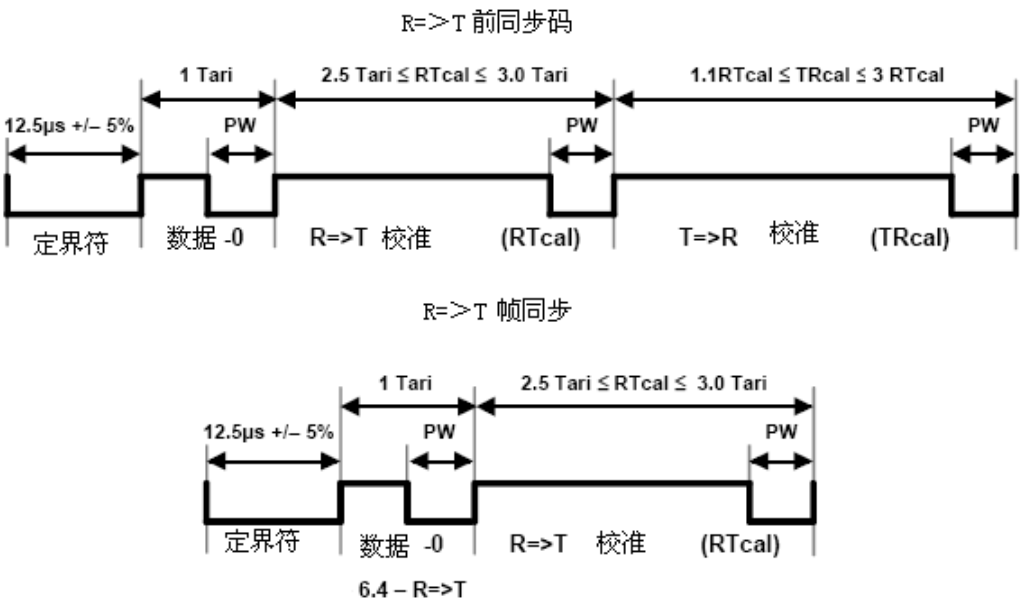 R=＞T 前同步码
1 Tari
2.5 Tari ≤ RTcal ≤ 3.0 Tari
1.1RTcal ≤ TRcal ≤ 3 RTcal
12.5µs +/– 5%
PW
PW
PW
定界符
数据 -0
R=>T 校准 (RTcal)
T=>R 校准 (TRcal)
R=＞T 帧同步
1 Tari
2.5 Tari ≤ RTcal ≤ 3.0 Tari
12.5µs +/– 5%
PW
PW
定界符
数据 -0
R=>T 校准 (RTcal)
6.4 – R=>T